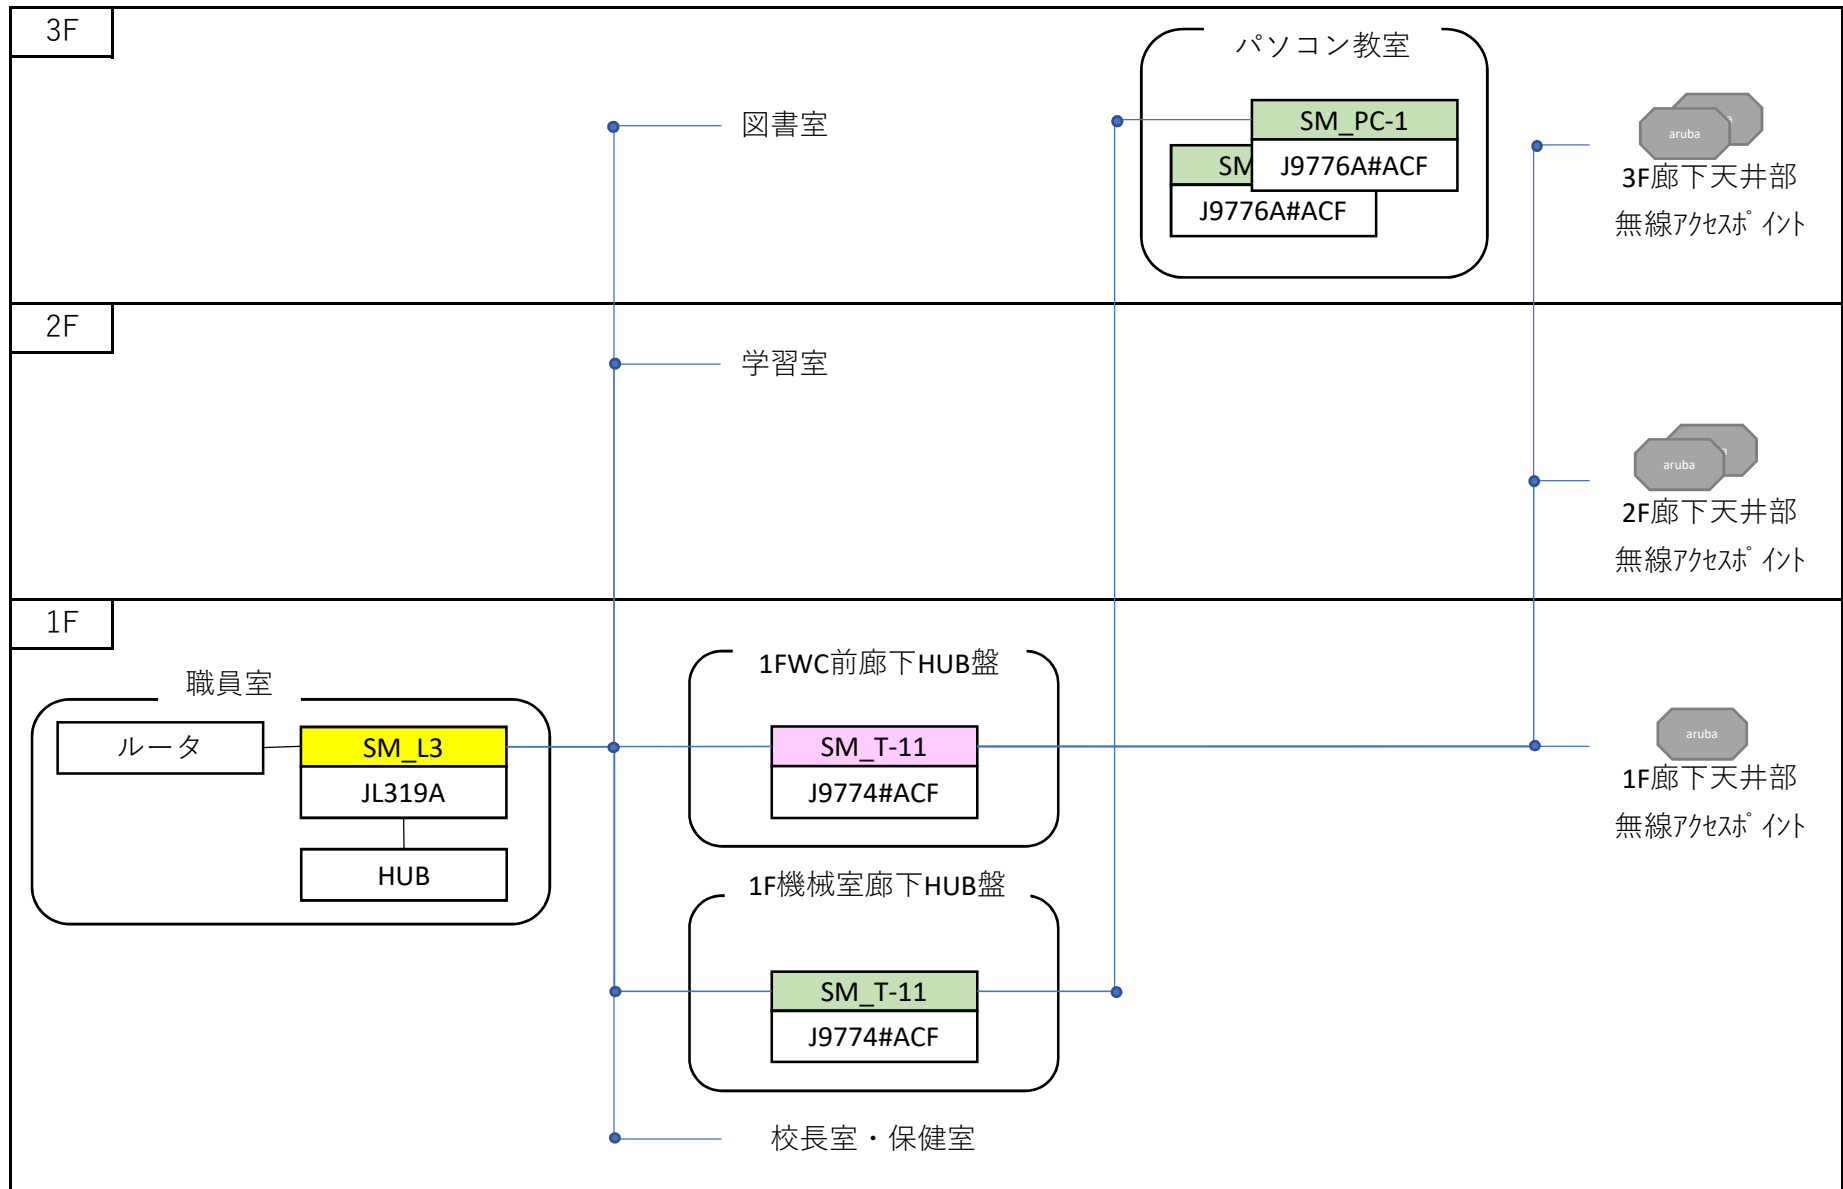 3F
パソコン教室
図書室
SM_PC-1
J9776A#ACF
SM
J9776A#ACF
aruba
a
3F廊下天井部
無線アクセスポイント
2F
学習室
aruba
a
2F廊下天井部
無線アクセスポイント
1F
職員室
ルータ
SM_L3
JL319A
HUB
1FWC前廊下HUB盤
SM_T-11
J9774#ACF
1F機械室廊下HUB盤
SM_T-11
J9774#ACF
校長室・保健室
aruba
1F廊下天井部
無線アクセスポイント